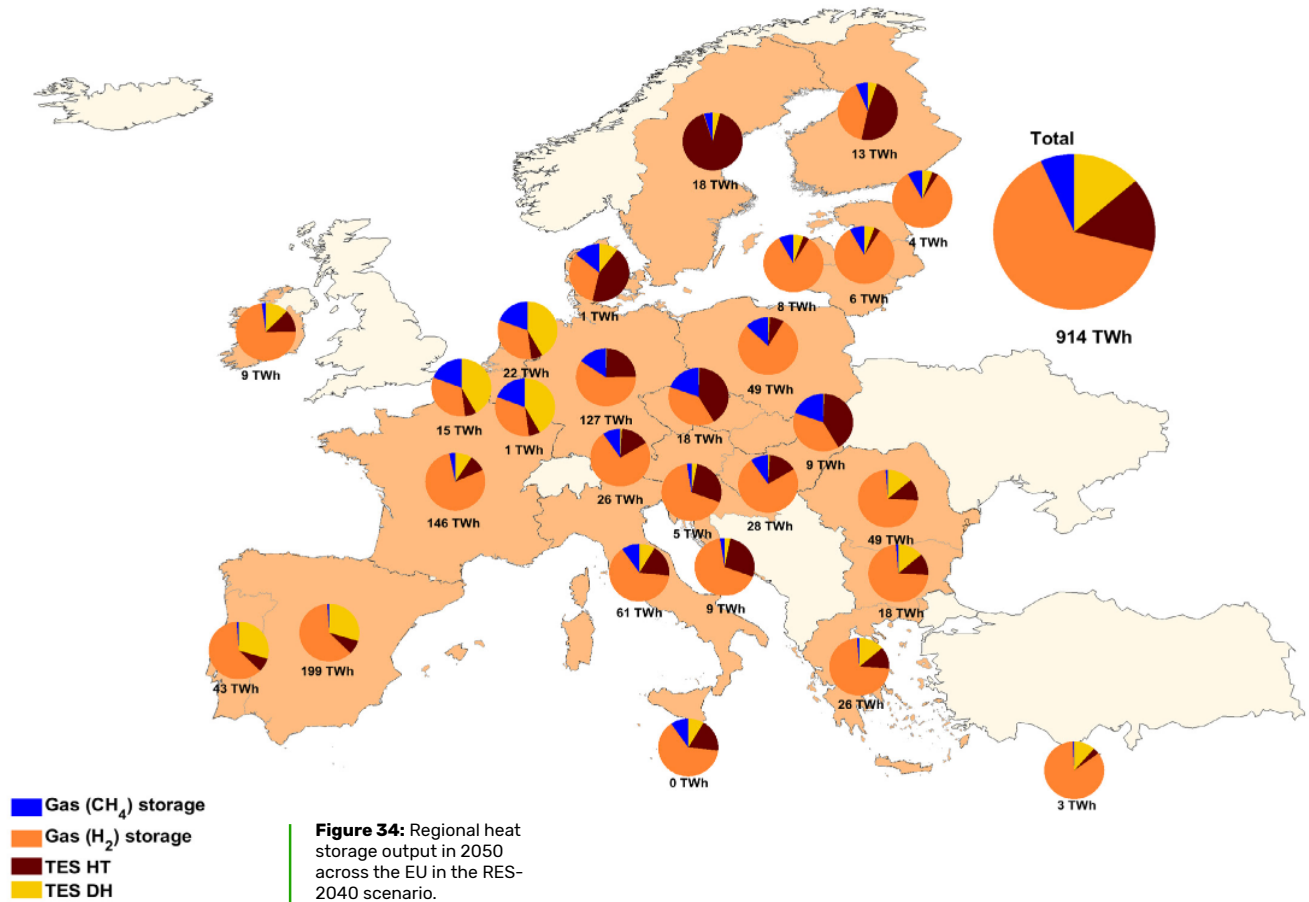 Total
13 TWh
18 TWh
4 TWh
8 TWh
6 TWh
914 TWh
1 TWh
9 TWh
22 TWh
49 TWh
15 TWh
1 TWh
127 TWh
18 TWh
9 TWh
26 TWh
146 TWh
5 TWh
28 TWh
49 TWh
61 TWh
9 TWh
18 TWh
43 TWh
199 TWh
26 TWh
0 TWh
3 TWh
Gas (CH₄) storage
Gas (H₂) storage
TES HT
TES DH
Figure 34: Regional heat
storage output in 2050
across the EU in the RES-
2040 scenario.